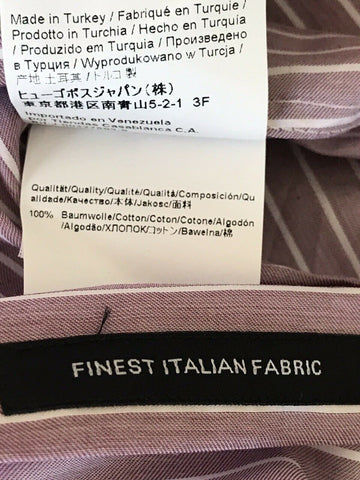 Made in Turkey / Fabriqué en Turquie /
Prodotto in Turchia / Hecho en Turquía
/ Produzido em Turquia / Произведено
в Турция / Wyprodukowano w Turcja /
产地 土耳其 / トルコ 製
ヒューゴボスジャパン(株)
東京都港区南青山5-2-1 3F
Importado en Venezuela
Casablanca C.A.
Qualität/Quality/Qualité/Qualità/Composición/Qu
alidade/Качество/本体/Jakosc/面料
100% Baumwolle/Cotton/Coton/Cotone/Algodón
/Algodão/ХЛОПОК/コットン/Bawelna/棉
FINEST ITALIAN FABRIC